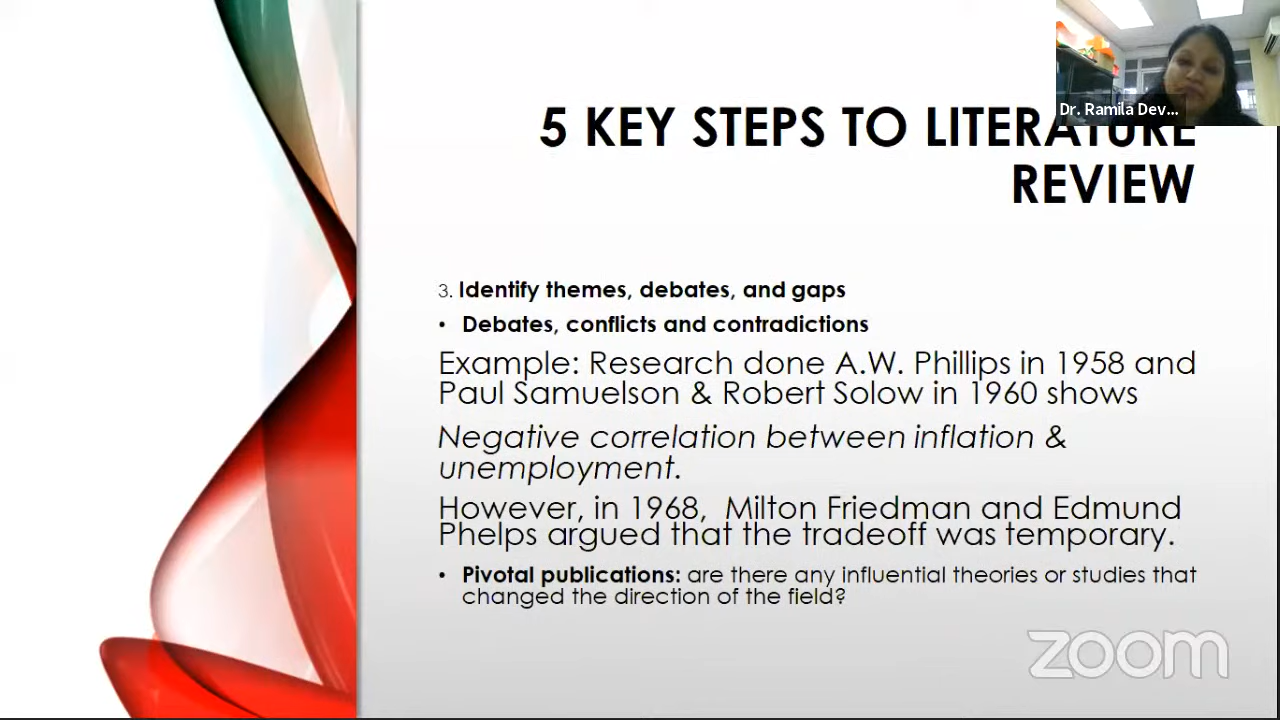 Dr. Ramila Dev...
5 KEY STEPS TO LITERATURE
REVIEW
3. Identify themes, debates, and gaps
• Debates, conflicts and contradictions
Example: Research done A.W. Phillips in 1958 and
Paul Samuelson & Robert Solow in 1960 shows
Negative correlation between inflation &
unemployment.
However, in 1968, Milton Friedman and Edmund
Phelps argued that the tradeoff was temporary.
• Pivotal publications: are there any influential theories or studies that
changed the direction of the field?
zoom